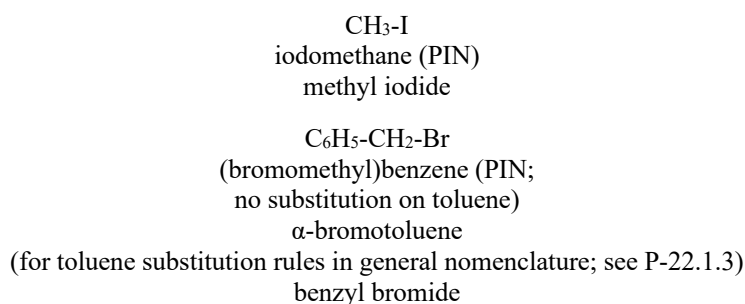 CH₃-I
iodomethane (PIN)
methyl iodide
C₆H₅-CH₂-Br
(bromomethyl)benzene (PIN;
no substitution on toluene)
α-bromotoluene
(for toluene substitution rules in general nomenclature; see P-22.1.3)
benzyl bromide